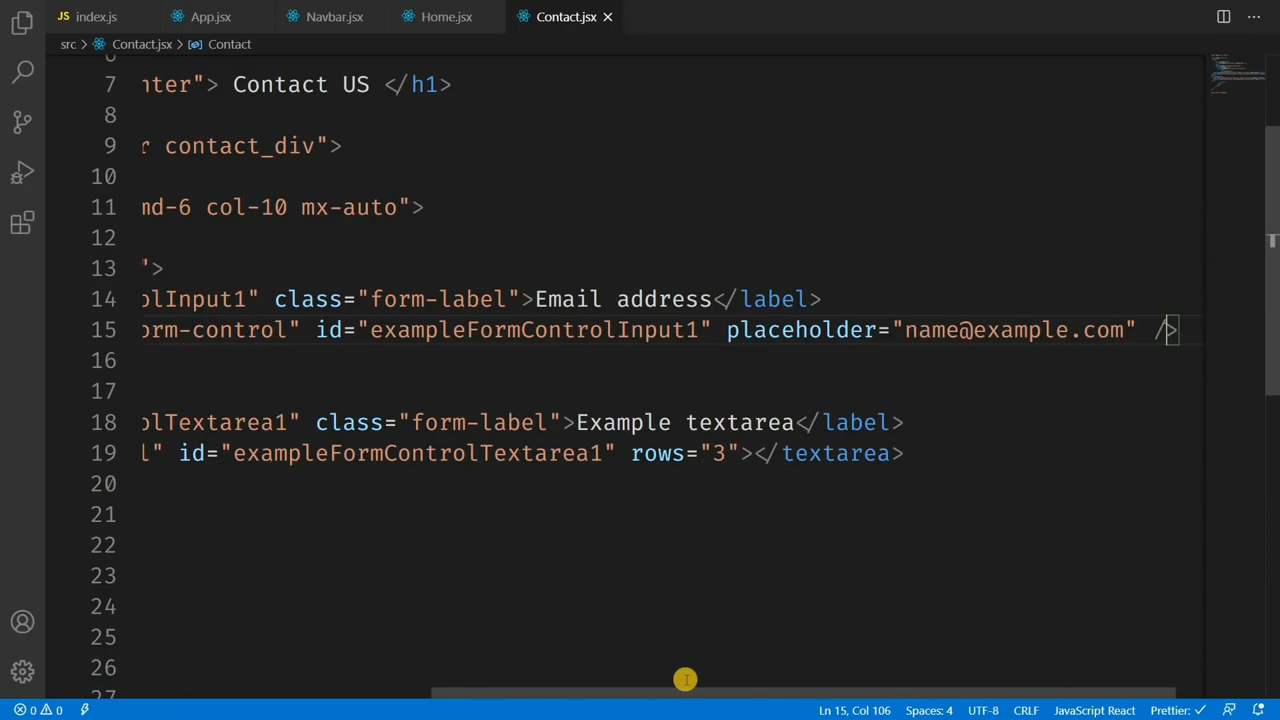 JS index.js App.jsx Navbar.jsx Home.jsx Contact.jsx
src > Contact.jsx > Contact
6
7 nter"> Contact US </h1>
8
9 r contact_div">
10
11 md-6 col-10 mx-auto">
12
13 ">
14 olInput1" class="form-label">Email address</label>
15 orm-control" id="exampleFormControlInput1" placeholder="name@example.com" />
16
17
18 olTextarea1" class="form-label">Example textarea</label>
19 l" id="exampleFormControlTextarea1" rows="3"></textarea>
20
21
22
23
24
25
26
27
0 0 Ln 15, Col 106 Spaces: 4 UTF-8 CRLF JavaScript React Prettier: